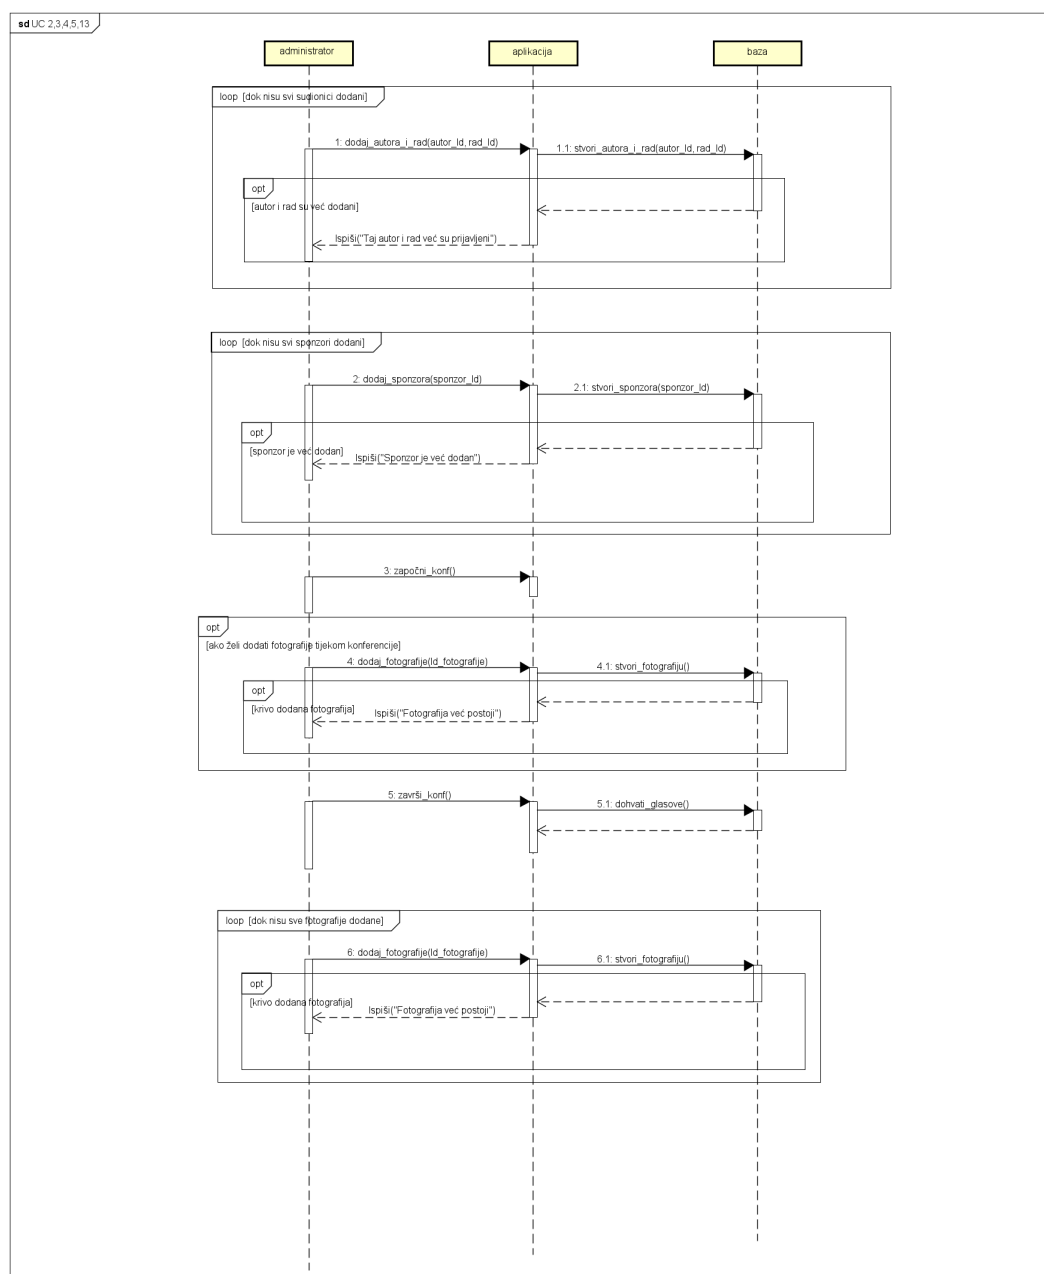 sd UC 2,3,4,5,13
administrator
aplikacija
baza
loop [dok nisu svi sudionici dodani]
1: dodaj_autora_i_rad(autor_Id, rad_Id)
1.1: stvori_autora_i_rad(autor_Id, rad_Id)
opt
[autor i rad su već dodani]
Ispiši("Taj autor i rad već su prijavljeni")
loop [dok nisu svi sponzori dodani]
2: dodaj_sponzora(sponzor_Id)
2.1: stvori_sponzora(sponzor_Id)
opt
[sponzor je već dodan]
Ispiši("Sponzor je već dodan")
3: započni_konf()
opt
[ako želi dodati fotografije tijekom konferencije]
4: dodaj_fotografije(Id_fotografije)
4.1: stvori_fotografiju()
opt
[krivo dodana fotografija]
Ispiši("Fotografija već postoji")
5: završi_konf()
5.1: dohvati_glasove()
loop [dok nisu sve fotografije dodane]
6: dodaj_fotografije(Id_fotografije)
6.1: stvori_fotografiju()
opt
[krivo dodana fotografija]
Ispiši("Fotografija već postoji")